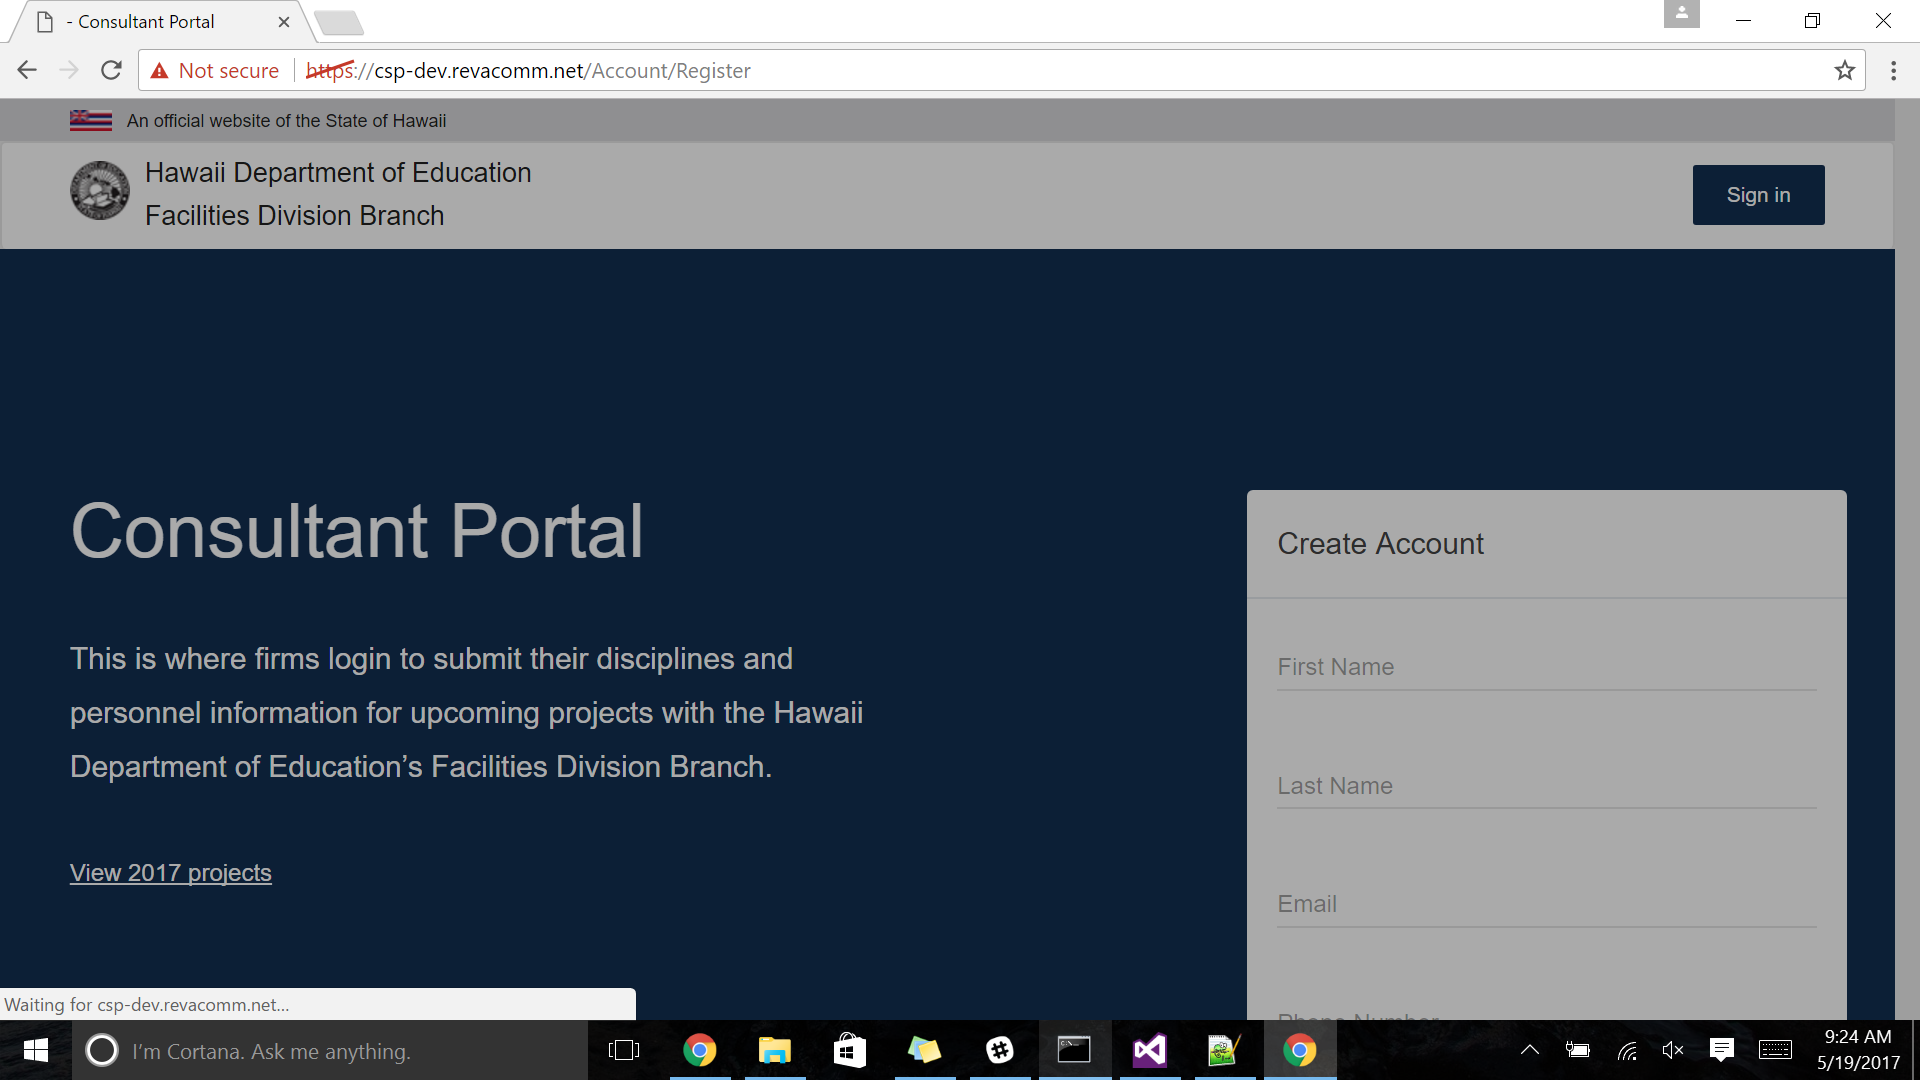 - Consultant Portal
Not secure https://csp-dev.revacomm.net/Account/Register
An official website of the State of Hawaii
Hawaii Department of Education
Facilities Division Branch
Sign in
Consultant Portal
This is where firms login to submit their disciplines and
personnel information for upcoming projects with the Hawaii
Department of Education’s Facilities Division Branch.
View 2017 projects
Create Account
First Name
Last Name
Email
Phone Number
Waiting for csp-dev.revacomm.net...
I'm Cortana. Ask me anything.
9:24 AM
5/19/2017